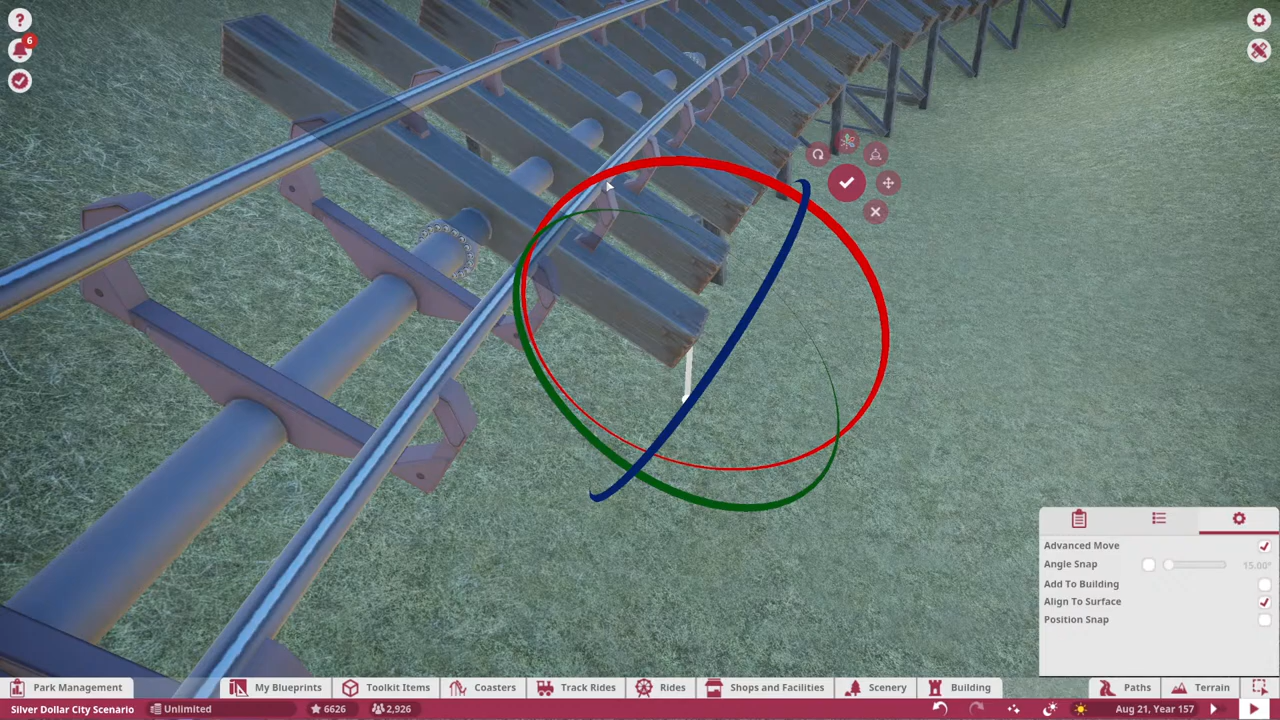 6
Advanced Move
Angle Snap 15.00°
Add To Building
Align To Surface
Position Snap
Park Management My Blueprints Toolkit Items Coasters Track Rides Rides Shops and Facilities Scenery Building Paths Terrain
Silver Dollar City Scenario Unlimited 6626 2,926 Aug 21, Year 157